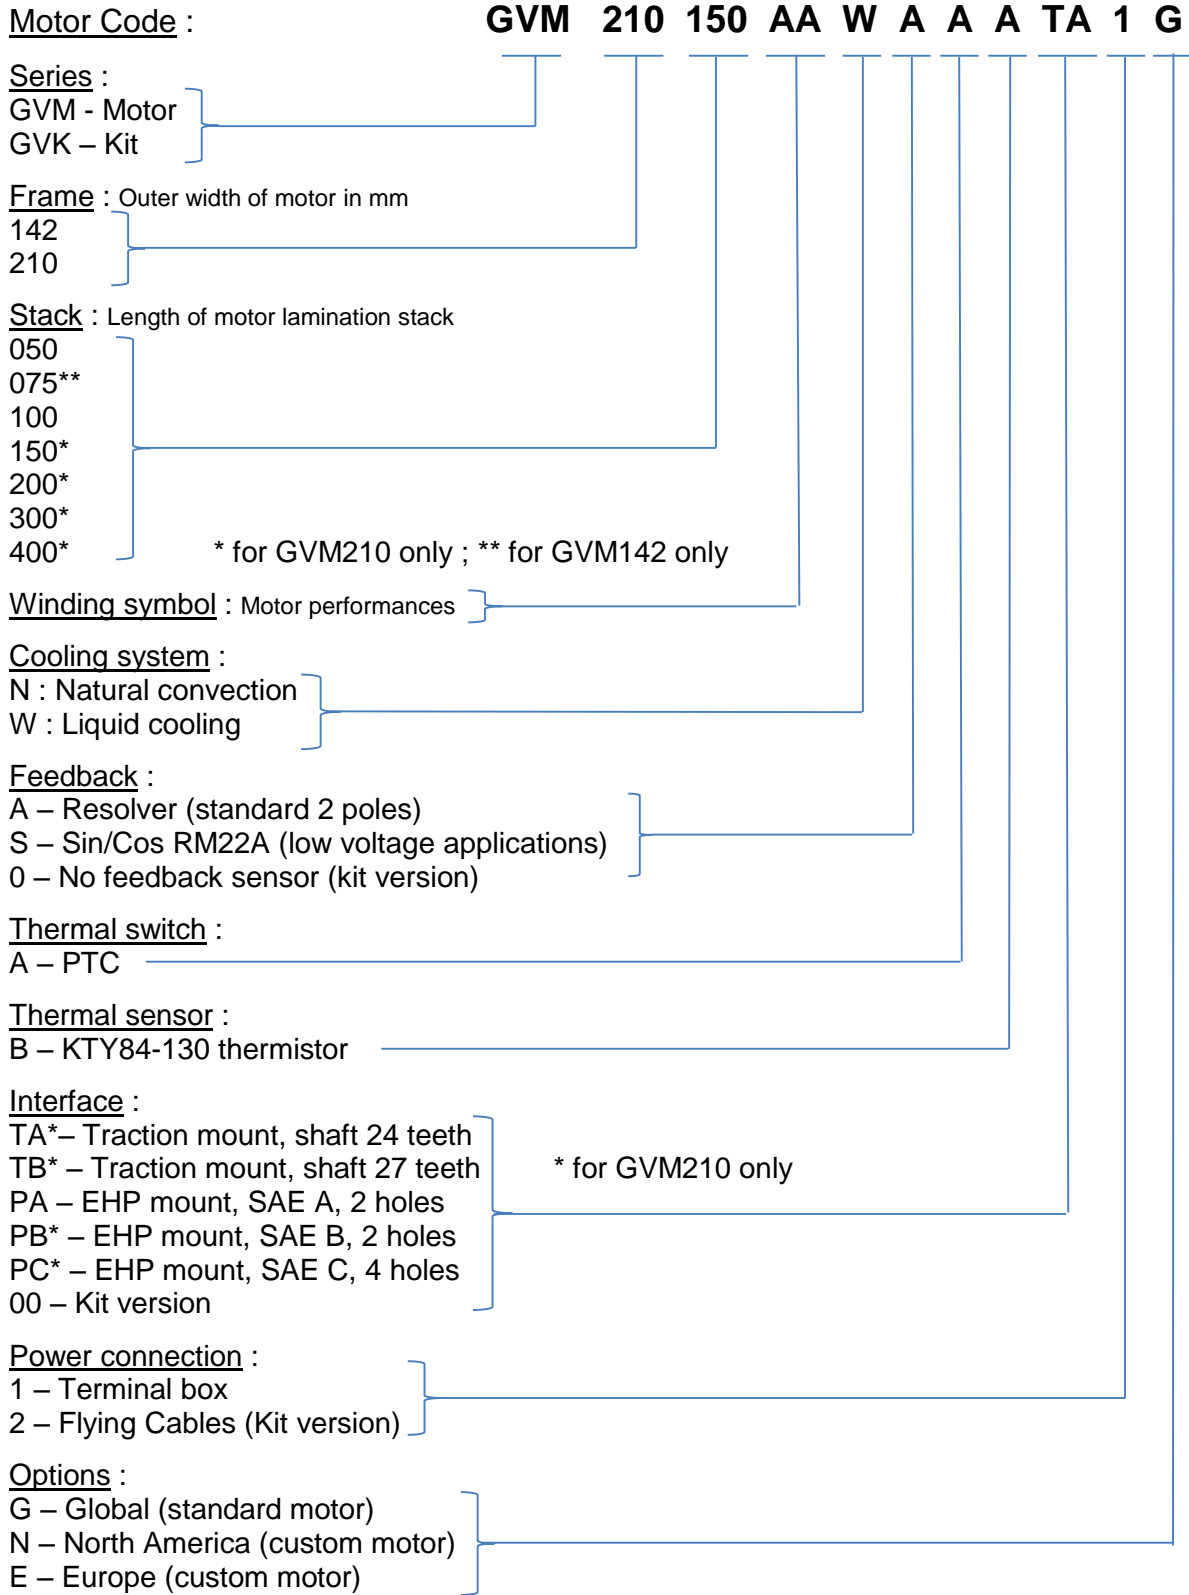 Motor Code : GVM 210 150 AA W A A A TA 1 G
Series :
GVM - Motor
GVK – Kit
Frame : Outer width of motor in mm
142
210
Stack : Length of motor lamination stack
050
075**
100
150*
200*
300*
400* * for GVM210 only ; ** for GVM142 only
Winding symbol : Motor performances
Cooling system :
N : Natural convection
W : Liquid cooling
Feedback :
A – Resolver (standard 2 poles)
S – Sin/Cos RM22A (low voltage applications)
0 – No feedback sensor (kit version)
Thermal switch :
A – PTC
Thermal sensor :
B – KTY84-130 thermistor
Interface :
TA*– Traction mount, shaft 24 teeth
TB* – Traction mount, shaft 27 teeth * for GVM210 only
PA – EHP mount, SAE A, 2 holes
PB* – EHP mount, SAE B, 2 holes
PC* – EHP mount, SAE C, 4 holes
00 – Kit version
Power connection :
1 – Terminal box
2 – Flying Cables (Kit version)
Options :
G – Global (standard motor)
N – North America (custom motor)
E – Europe (custom motor)